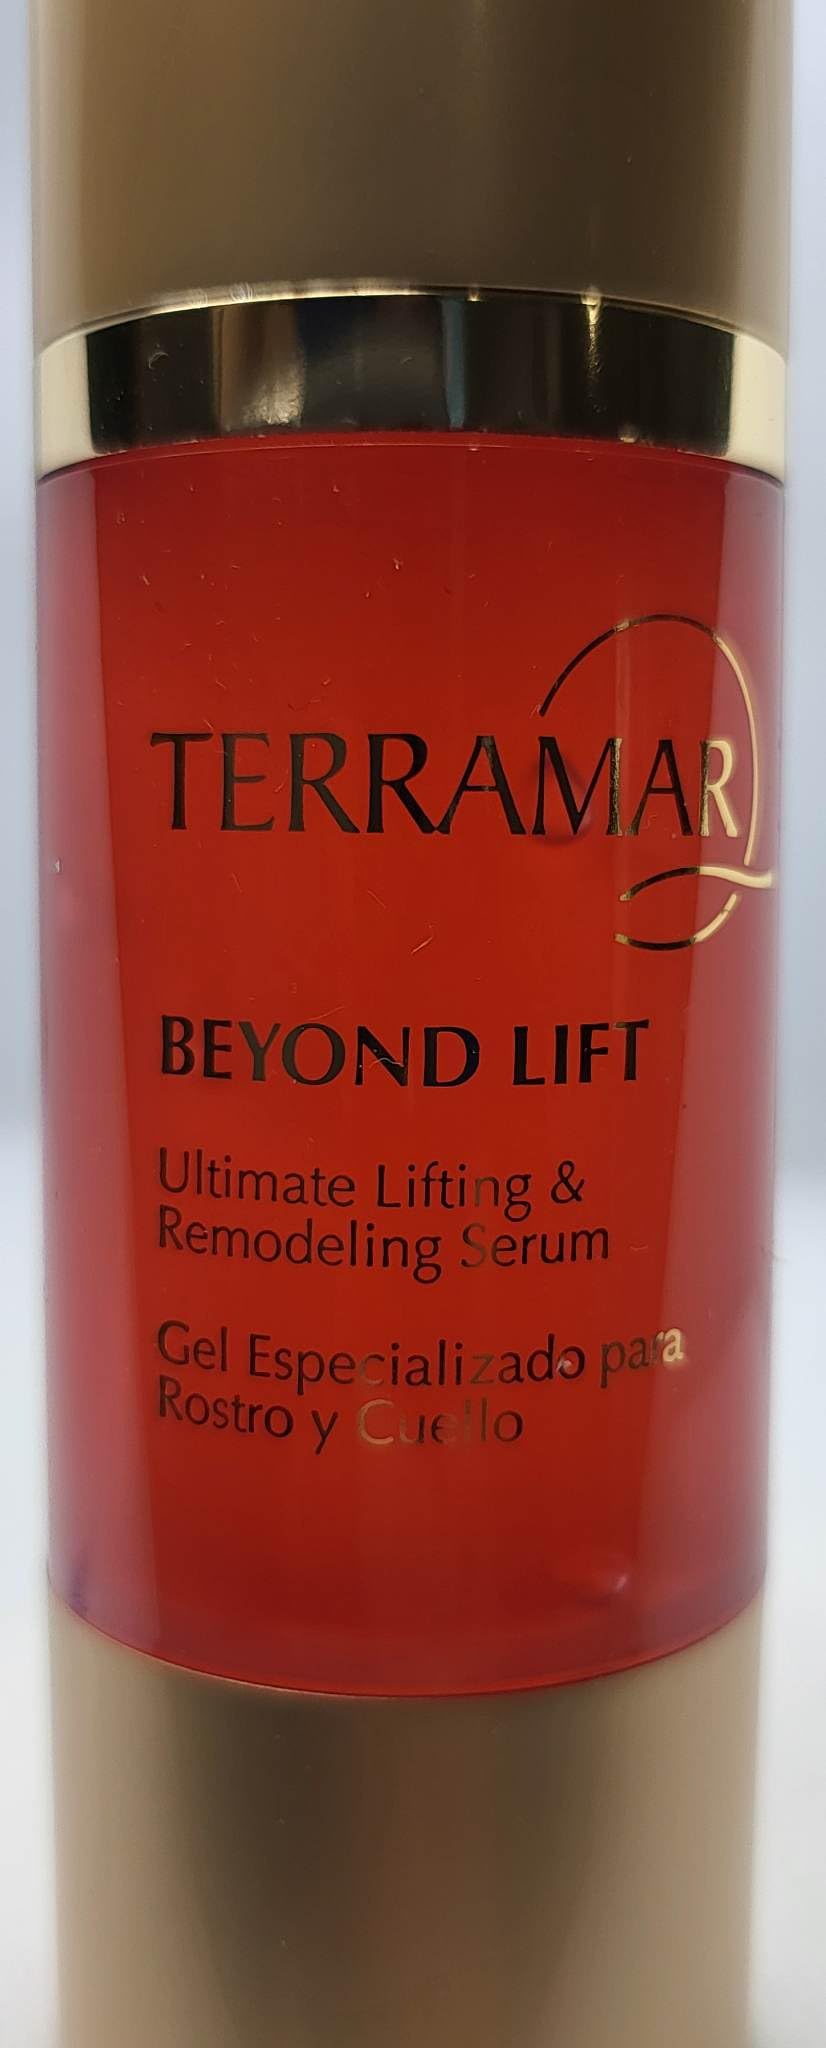 TERRAMAR
BEYOND LIFT
Ultimate Lifting &
Remodeling Serum
Gel Especializado para
Rostro y Cuello